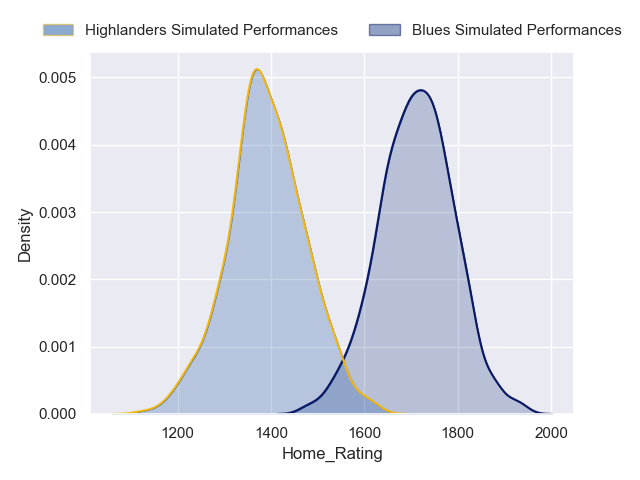 Highlanders Simulated Performances
Blues Simulated Performances
0.005
0.004
0.003
0.002
0.001
0.000
Density
1200
1400
1600
1800
2000
Home_Rating